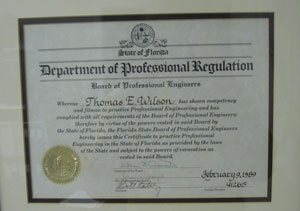 State of Florida
Department of Professional Regulation
Board of Professional Engineers
Whereas Thomas E. Wilson has shown competency
and fitness to practice Professional Engineering and has
complied with all requirements of the Board of Professional Engineers
therefore by virtue of the powers vested in said Board by
the State of Florida, the Florida State Board of Professional Engineers
hereby issues this Certificate to practice Professional
Engineering in the State of Florida as provided by the laws
of the State and subject to the powers of revocation as
vested in said Board.
February 9, 1989